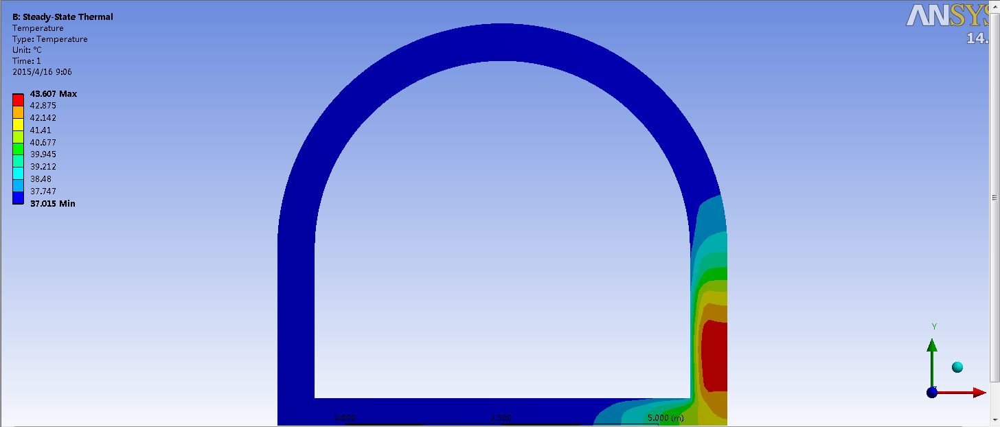 B: Steady-State Thermal
Temperature
Type: Temperature
Unit: °C
Time: 1
2015/4/16 9:06
43.607 Max
42.875
42.142
41.41
40.677
39.945
39.212
38.48
37.747
37.015 Min
ANSYS
14.
Y
0.000 2.500 5.000 (m)